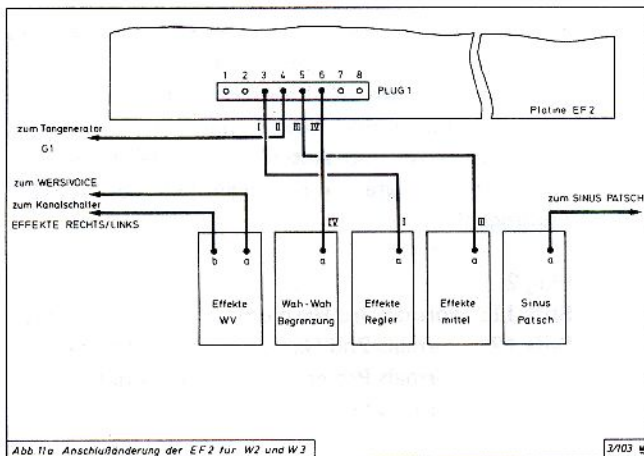 1 2 3 4 5 6 7 8
PLUG 1
Platine EF 2
I II III IV
zum Tongenerator
G1
zum WERSIVOICE
zum Kanalschalter
EFFEKTE RECHTS/LINKS
zum SINUS PATSCH
IV I III
b a a a a a
Effekte
WV
Wah-Wah
Begrenzung
Effekte
Regler
Effekte
mittel
Sinus
Patsch
Abb 11a Anschlußänderung der EF 2 für W2 und W3
3/103